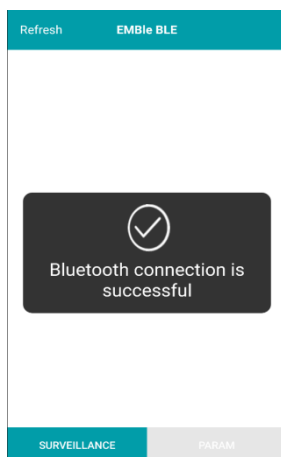 Refresh EMBle BLE
Bluetooth connection is
successful
SURVEILLANCE PARAM